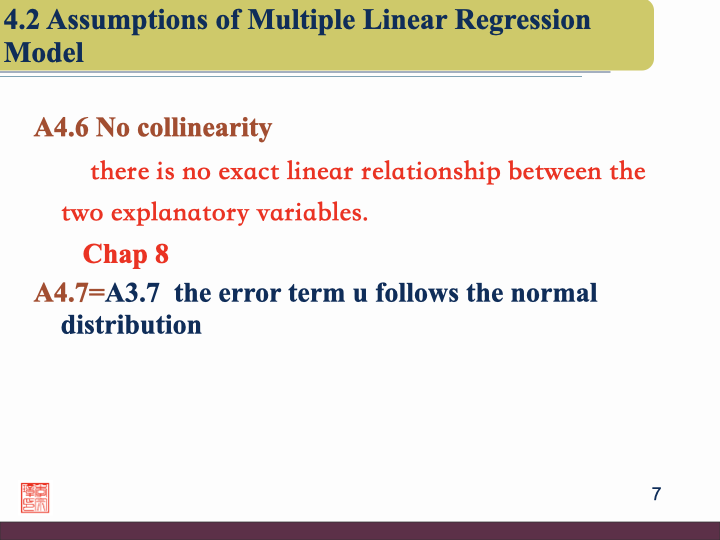 4.2 Assumptions of Multiple Linear Regression
Model
A4.6 No collinearity
there is no exact linear relationship between the
two explanatory variables.
Chap 8
A4.7=A3.7 the error term u follows the normal
distribution
7